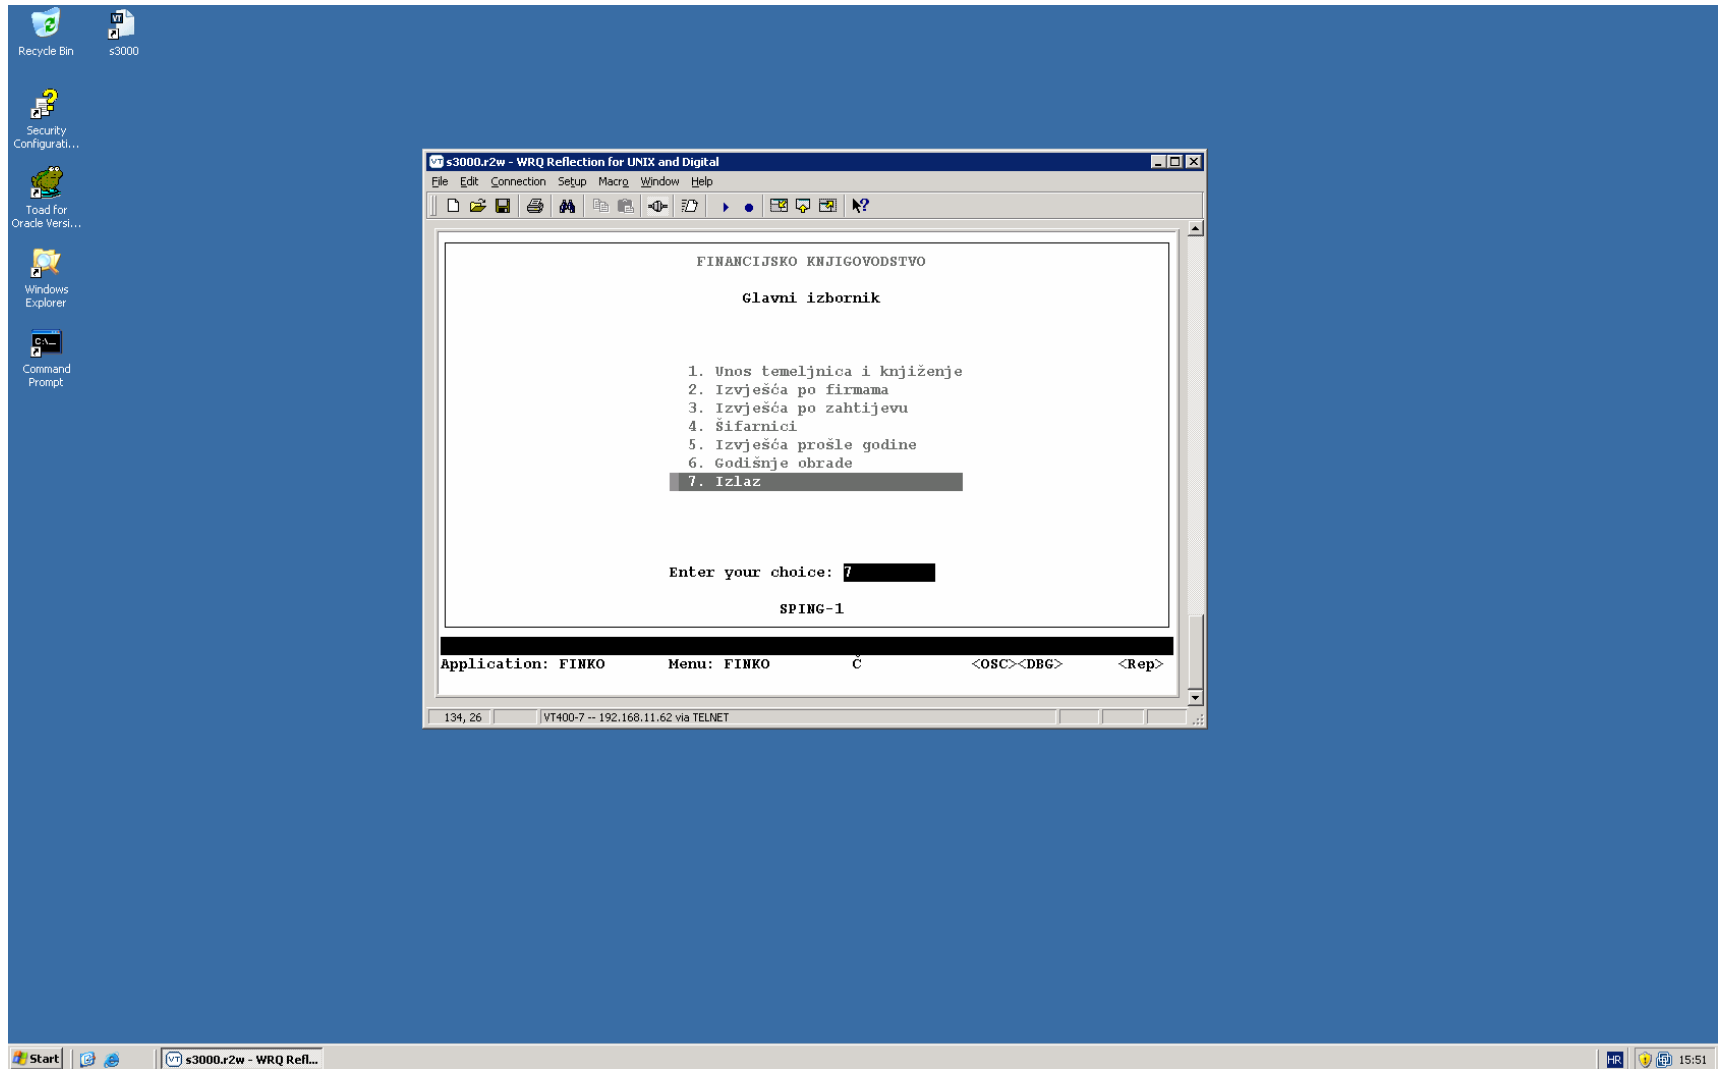 Recycle Bin
s3000
Security
Configurati...
Toad for
Oracle Versi...
Windows
Explorer
C:\_
Command
Prompt
s3000.r2w - WRQ Reflection for UNIX and Digital
File Edit Connection Setup Macro Window Help
FINANCIJSKO KNJIGOVODSTVO
Glavni izbornik
1. Unos temeljnica i knjiženje
2. Izvješća po firmama
3. Izvješća po zahtijevu
4. Šifarnici
5. Izvješća prošle godine
6. Godišnje obrade
7. Izlaz
Enter your choice: 7
SPING-1
Application: FINKO Menu: FINKO Č <OSC><DBG> <Rep>
134, 26 VT400-7 -- 192.168.11.62 via TELNET
Start s3000.r2w - WRQ Refl... HR 15:51